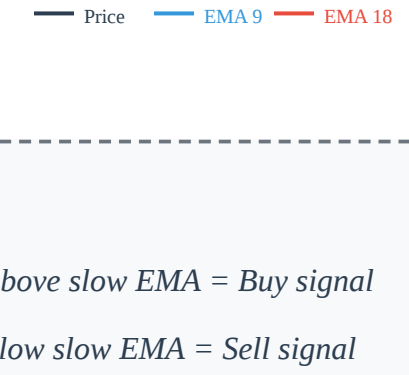 Price EMA 9 EMA 18
bove slow EMA = Buy signal
low slow EMA = Sell signal